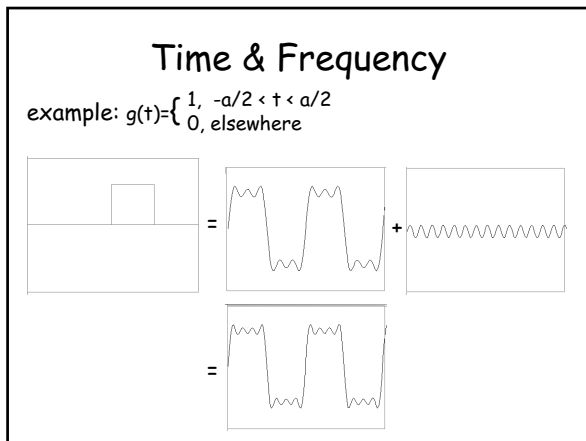 Time & Frequency
example: g(t)={ 1, -a/2 < t < a/2
0, elsewhere
= +
=